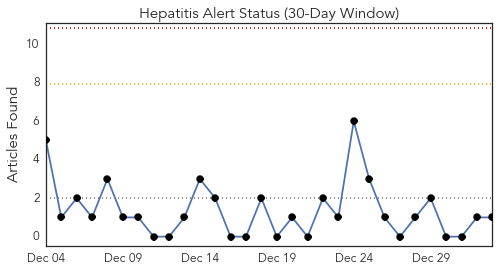 Hepatitis Alert Status (30-Day Window)
Articles Found
10
8
6
4
2
0
Dec 04 Dec 09 Dec 14 Dec 19 Dec 24 Dec 29